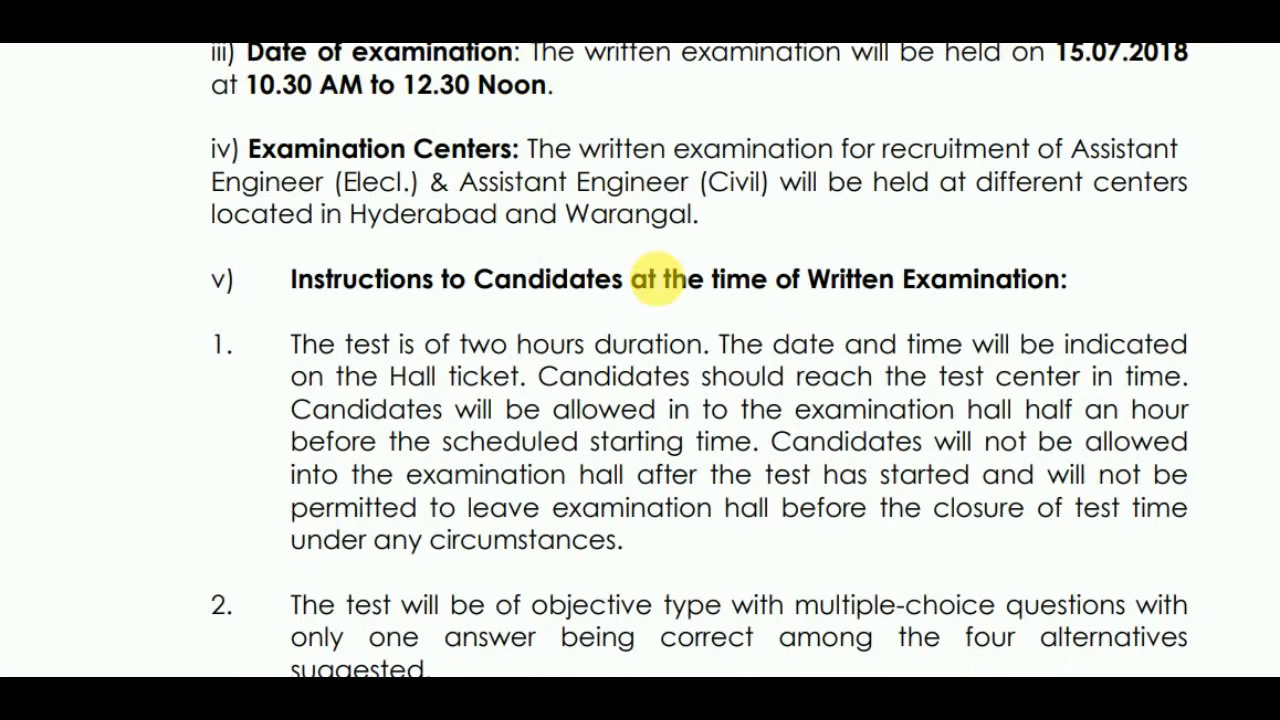 iii) Date of examination: The written examination will be held on 15.07.2018
at 10.30 AM to 12.30 Noon.
iv) Examination Centers: The written examination for recruitment of Assistant
Engineer (Elecl.) & Assistant Engineer (Civil) will be held at different centers
located in Hyderabad and Warangal.
v) Instructions to Candidates at the time of Written Examination:
1. The test is of two hours duration. The date and time will be indicated
on the Hall ticket. Candidates should reach the test center in time.
Candidates will be allowed in to the examination hall half an hour
before the scheduled starting time. Candidates will not be allowed
into the examination hall after the test has started and will not be
permitted to leave examination hall before the closure of test time
under any circumstances.
2. The test will be of objective type with multiple-choice questions with
only one answer being correct among the four alternatives
suggested.